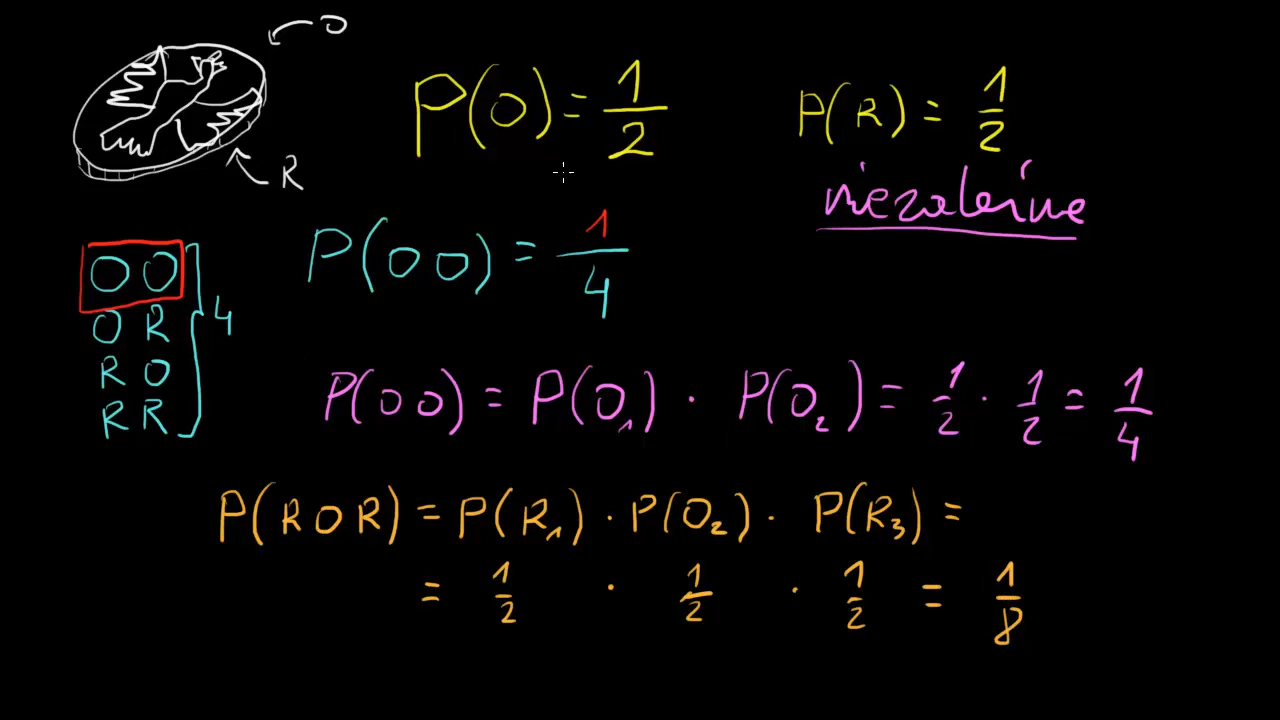 O
R
P(O) = 1/2
P(R) = 1/2
niezależne
P(OO) = 1/4
OO
OR
RO
RR
4
P(OO) = P(O₁) · P(O₂) = 1/2 · 1/2 = 1/4
P(ROR) = P(R₁) · P(O₂) · P(R₃) =
= 1/2 · 1/2 · 1/2 = 1/8